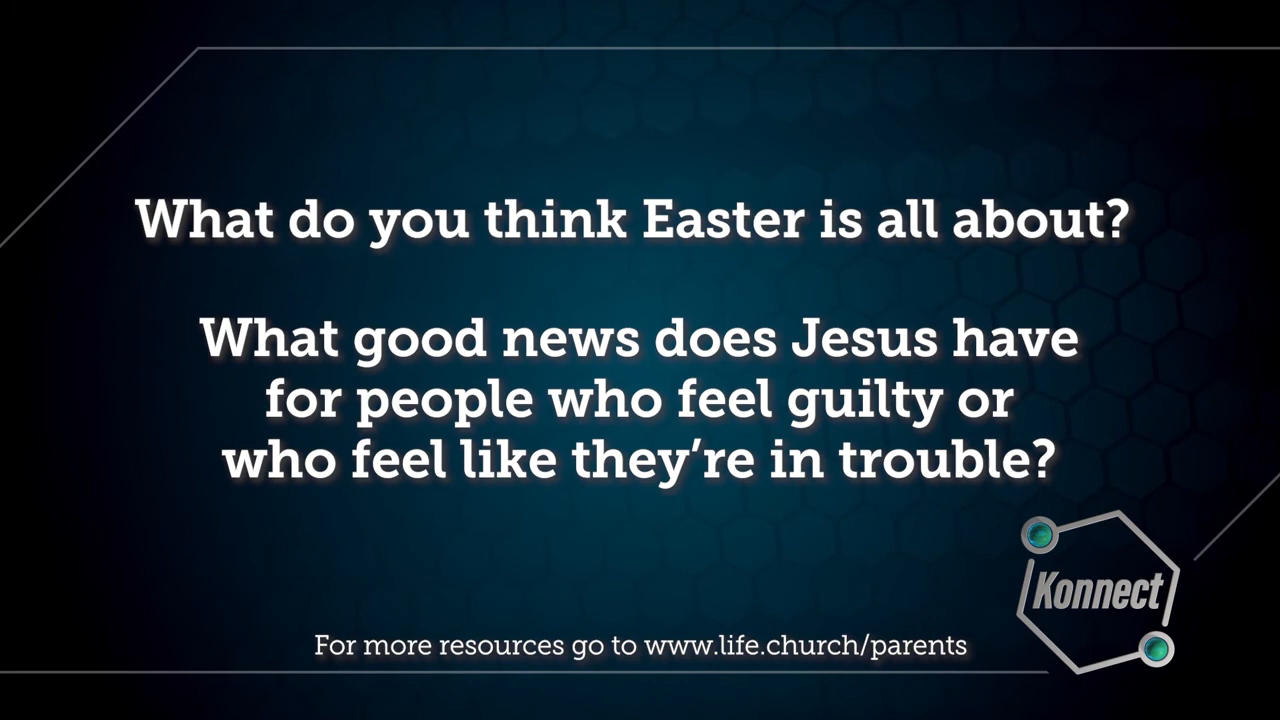 What do you think Easter is all about?
What good news does Jesus have
for people who feel guilty or
who feel like they’re in trouble?
Konnect
For more resources go to www.life.church/parents